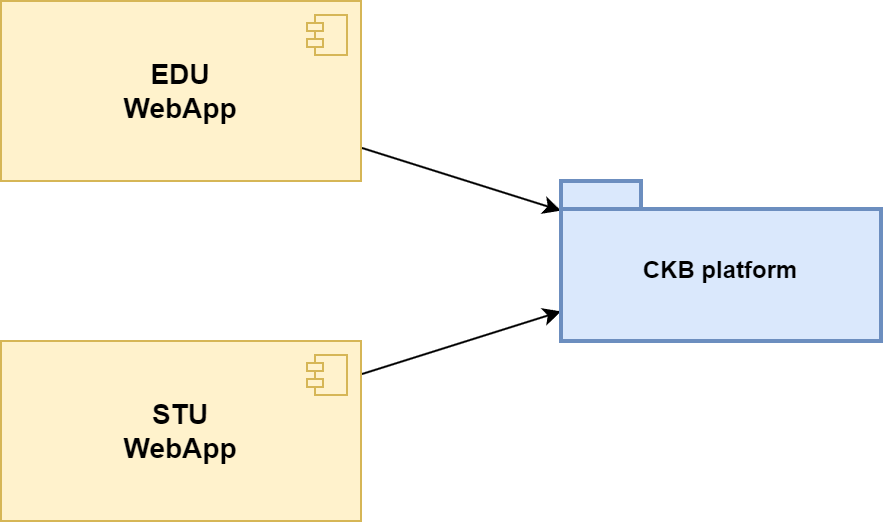 EDU
WebApp
CKB platform
STU
WebApp